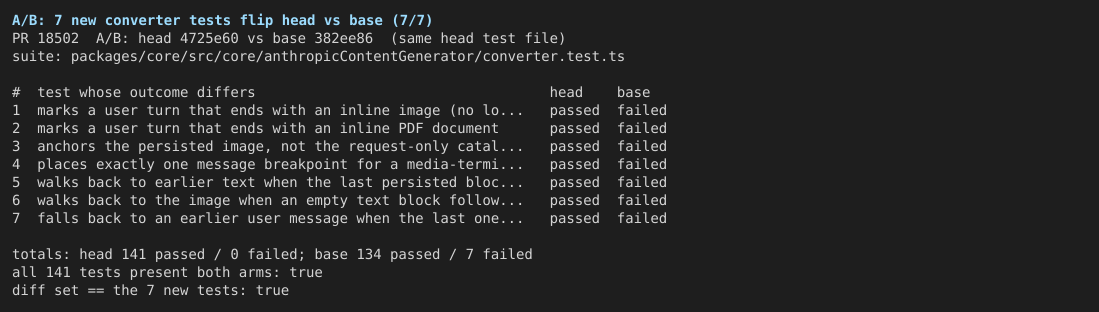 A/B: 7 new converter tests flip head vs base (7/7)
PR 18502  A/B: head 4725e60 vs base 382ee86  (same head test file)
suite: packages/core/src/core/anthropicContentGenerator/converter.test.ts
#  test whose outcome differs                                   head    base
1  marks a user turn that ends with an inline image (no lo...   passed  failed
2  marks a user turn that ends with an inline PDF document      passed  failed
3  anchors the persisted image, not the request-only catal...   passed  failed
4  places exactly one message breakpoint for a media-termi...   passed  failed
5  walks back to earlier text when the last persisted bloc...   passed  failed
6  walks back to the image when an empty text block follow...   passed  failed
7  falls back to an earlier user message when the last one...   passed  failed
totals: head 141 passed / 0 failed; base 134 passed / 7 failed
all 141 tests present both arms: true
diff set == the 7 new tests: true